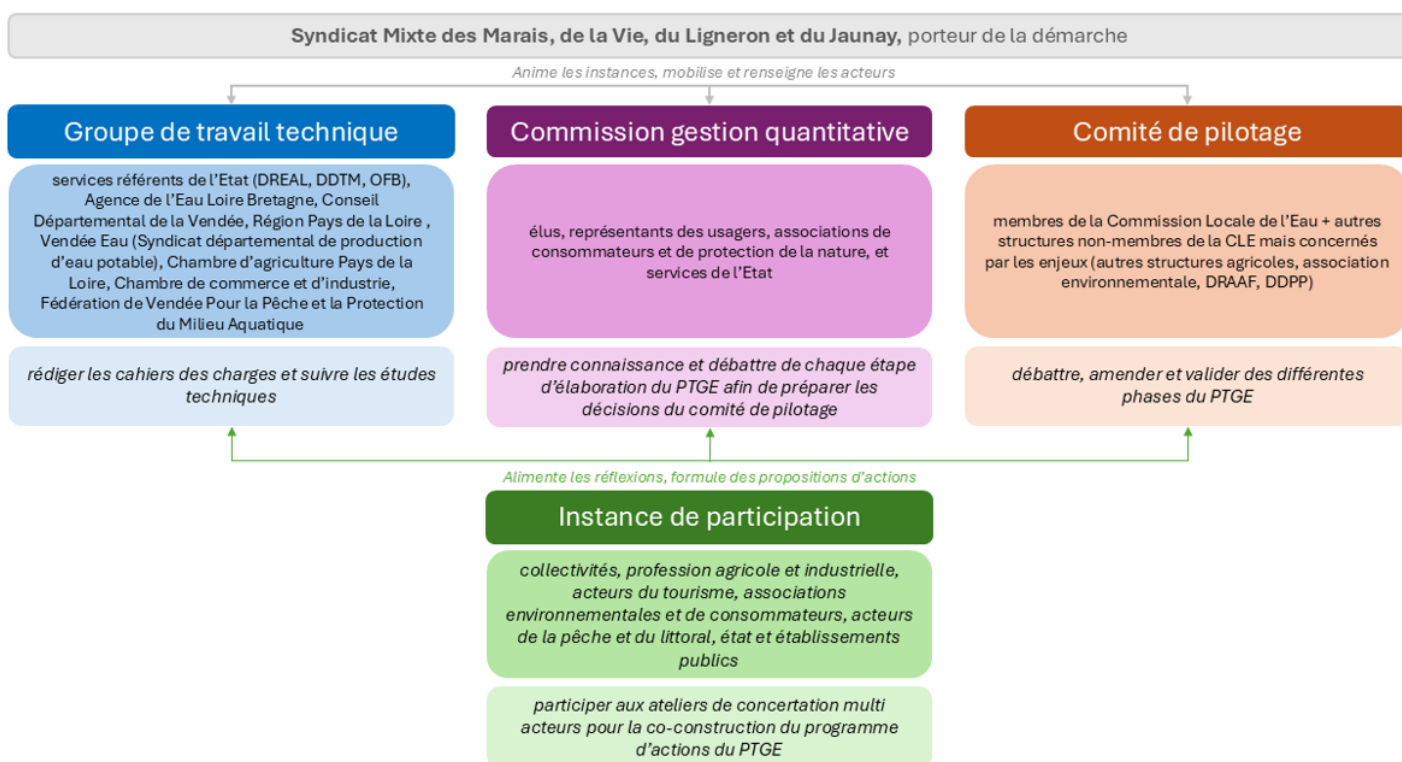 Syndicat Mixte des Marais, de la Vie, du Ligneron et du Jaunay, porteur de la démarche
Anime les instances, mobilise et renseigne les acteurs
Groupe de travail technique
services référents de l’Etat (DREAL, DDTM, OFB),
Agence de l’Eau Loire Bretagne, Conseil
Départemental de la Vendée, Région Pays de la Loire ,
Vendée Eau (Syndicat départemental de production
d’eau potable), Chambre d’agriculture Pays de la
Loire, Chambre de commerce et d’industrie,
Fédération de Vendée Pour la Pêche et la Protection
du Milieu Aquatique
rédiger les cahiers des charges et suivre les études
techniques
Commission gestion quantitative
élus, représentants des usagers, associations de
consommateurs et de protection de la nature, et
services de l’Etat
prendre connaissance et débattre de chaque étape
d’élaboration du PTGE afin de préparer les
décisions du comité de pilotage
Comité de pilotage
membres de la Commission Locale de l’Eau + autres
structures non-membres de la CLE mais concernés
par les enjeux (autres structures agricoles, association
environnementale, DRAAF, DDPP)
débattre, amender et valider des différentes
phases du PTGE
Alimente les réflexions, formule des propositions d’actions
Instance de participation
collectivités, profession agricole et industrielle,
acteurs du tourisme, associations
environnementales et de consommateurs, acteurs
de la pêche et du littoral, état et établissements
publics
participer aux ateliers de concertation multi
acteurs pour la co-construction du programme
d’actions du PTGE